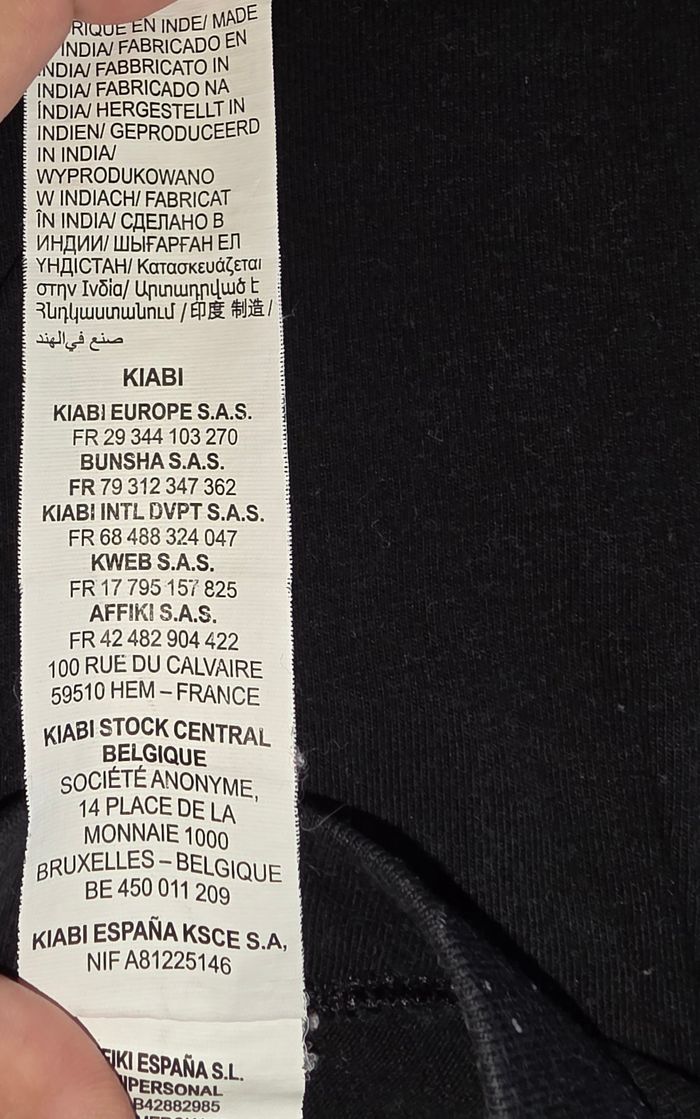 RIQUE EN INDE/ MADE
INDIA/ FABRICADO EN
INDIA/ FABBRICATO IN
INDIA/ FABRICADO NA
ÍNDIA/ HERGESTELLT IN
INDIEN/ GEPRODUCEERD
IN INDIA/
WYPRODUKOWANO
W INDIACH/ FABRICAT
ÎN INDIA/ СДЕЛАНО В
ИНДИИ/ ШЫҒАРҒАН ЕЛ
ҮНДІСТАН/ Κατασκευάζεται
στην Ινδία/ Արտադրված է
Հնդկաստանում / 印度 制造 /
صنع في الهند
KIABI
KIABI EUROPE S.A.S.
FR 29 344 103 270
BUNSHA S.A.S.
FR 79 312 347 362
KIABI INTL DVPT S.A.S.
FR 68 488 324 047
KWEB S.A.S.
FR 17 795 157 825
AFFIKI S.A.S.
FR 42 482 904 422
100 RUE DU CALVAIRE
59510 HEM – FRANCE
KIABI STOCK CENTRAL
BELGIQUE
SOCIÉTÉ ANONYME,
14 PLACE DE LA
MONNAIE 1000
BRUXELLES – BELGIQUE
BE 450 011 209
KIABI ESPAÑA KSCE S.A,
NIF A81225146
FIKI ESPAÑA S.L.
IPERSONAL
B42882985